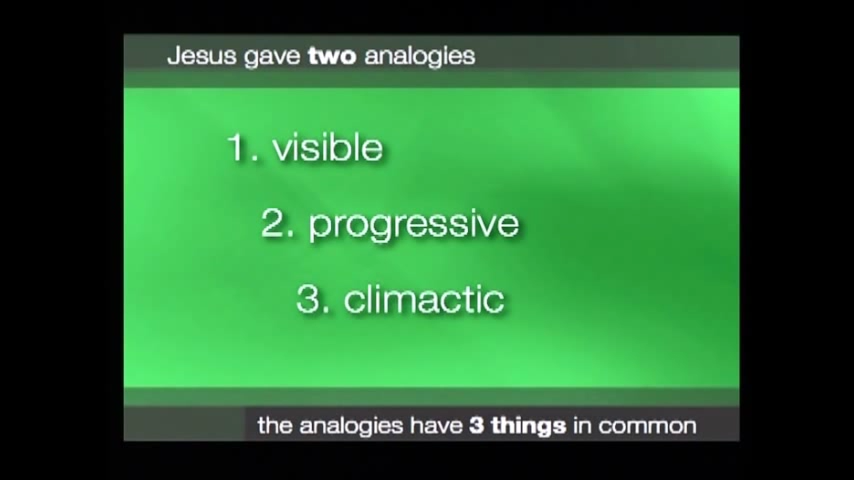 Jesus gave two analogies
1. visible
2. progressive
3. climactic
the analogies have 3 things in common